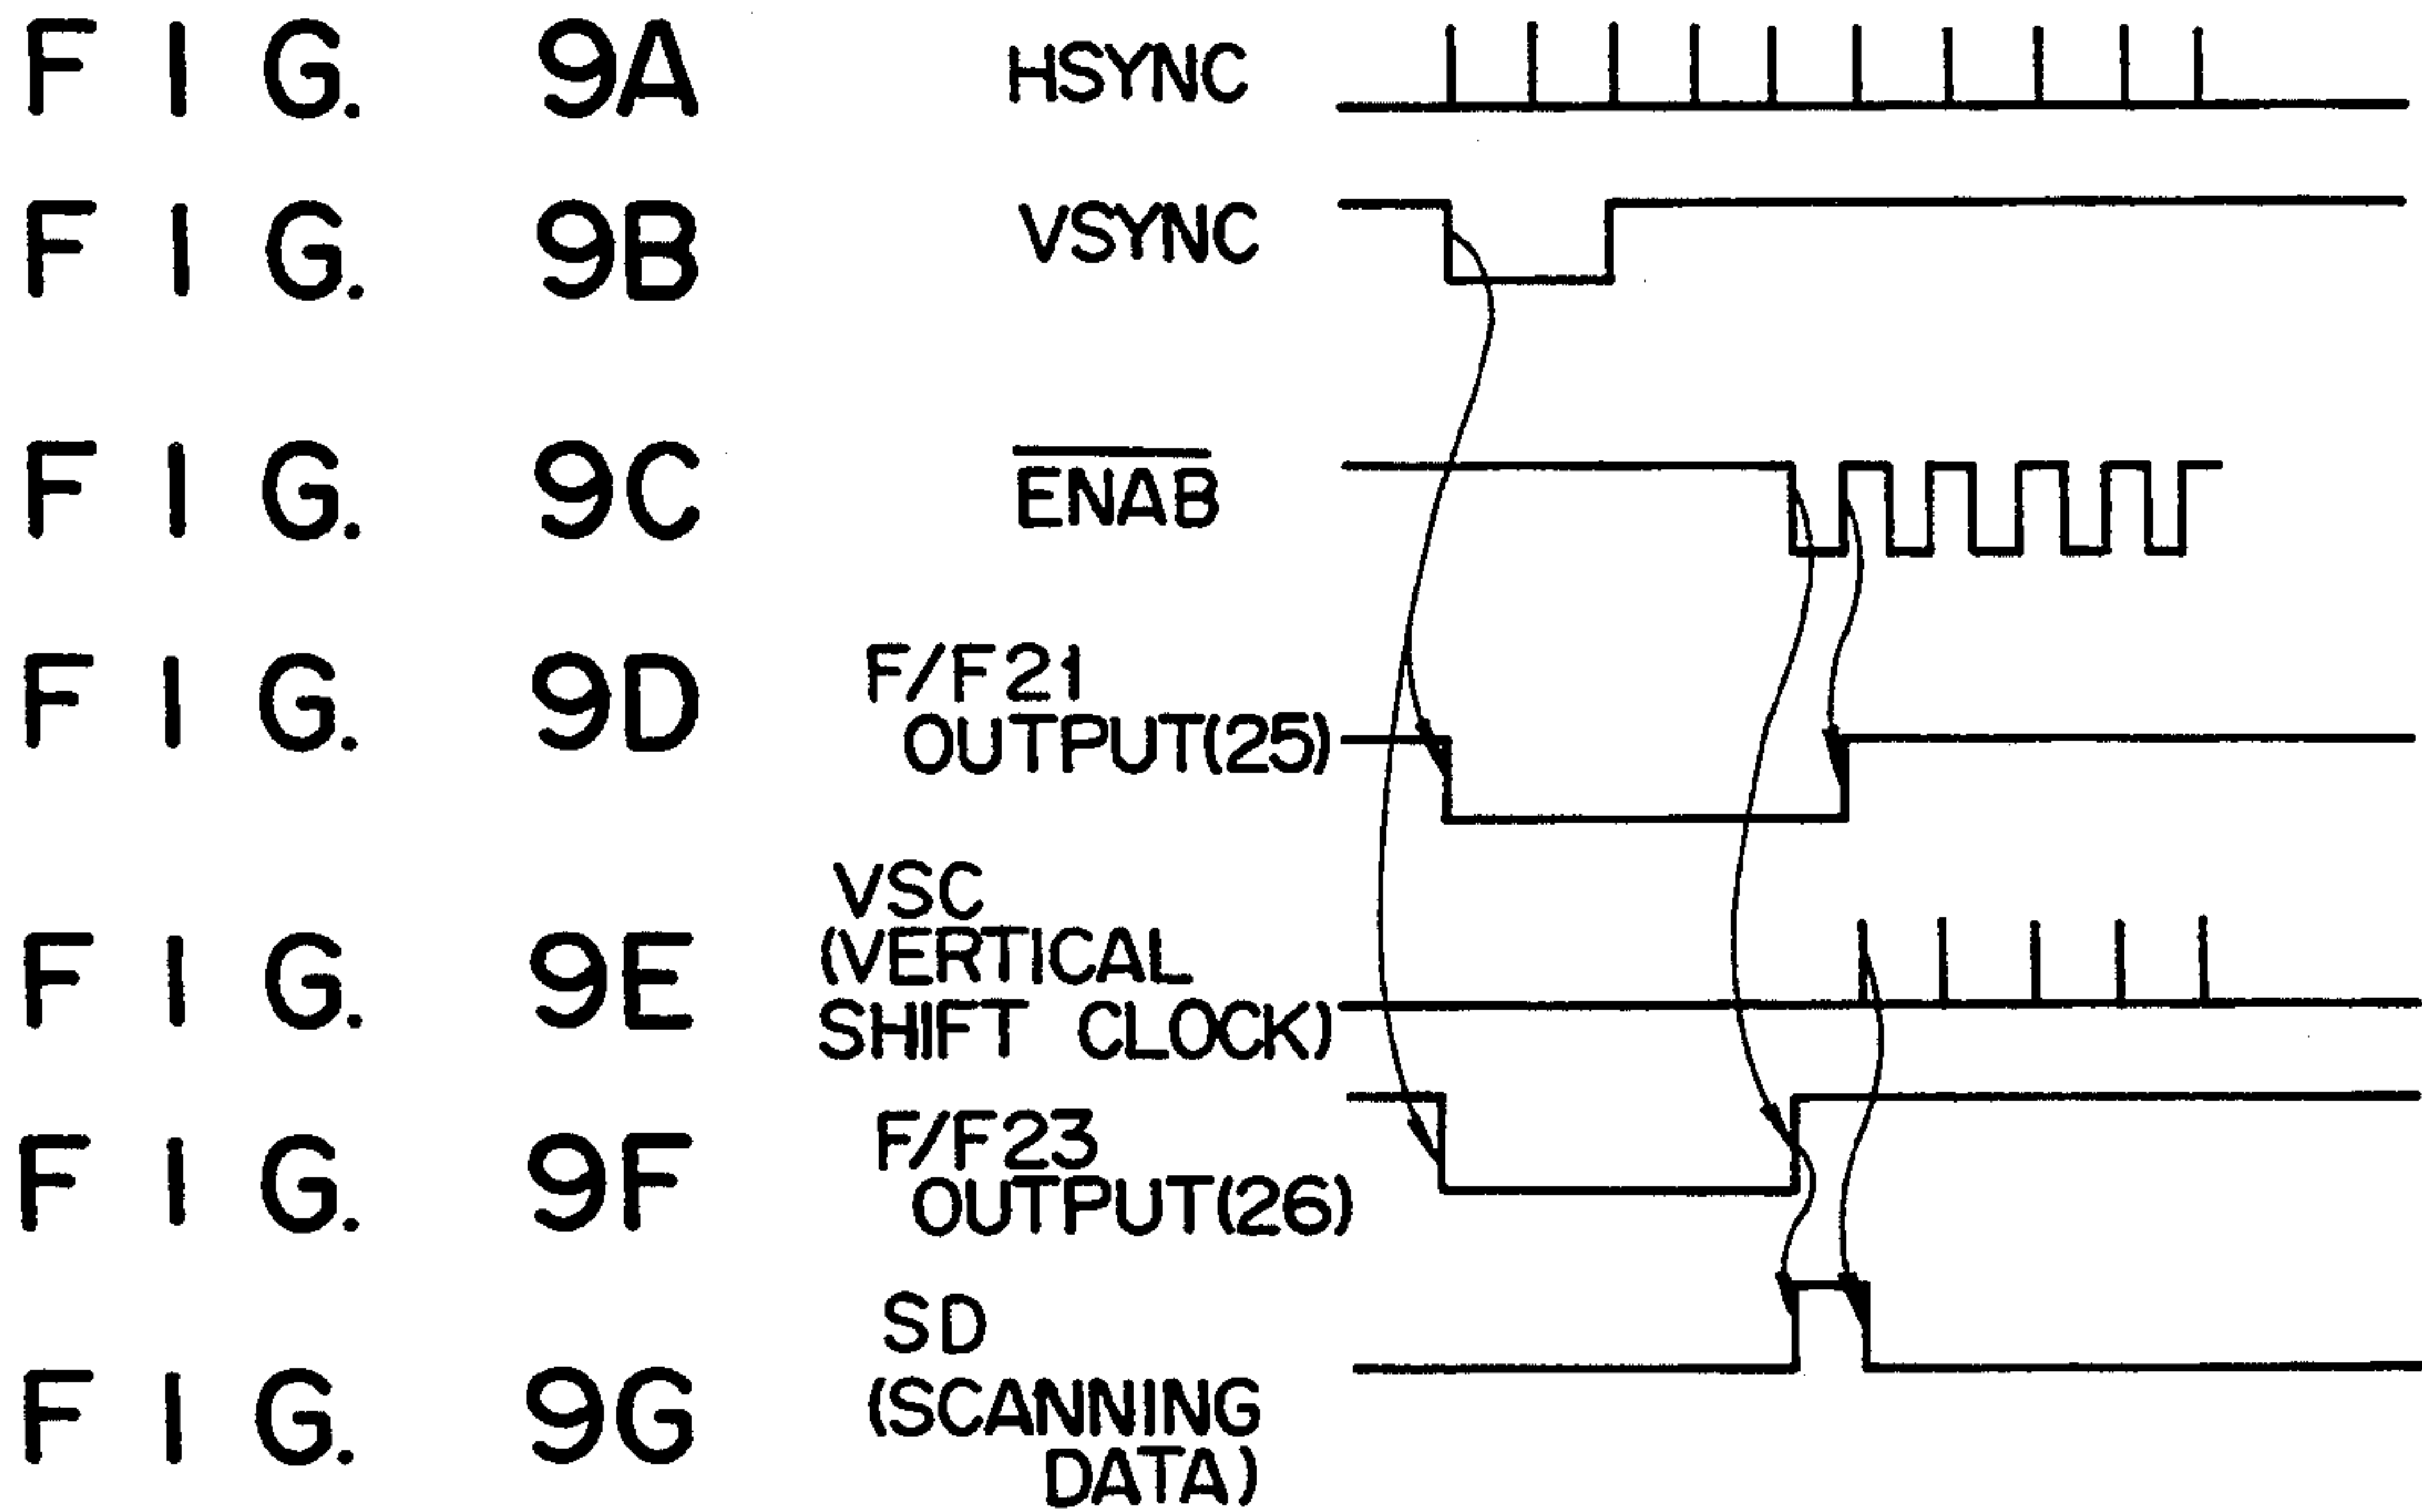 FIG. 9A HSYNC
FIG. 9B VSYNC
FIG. 9C E̅N̅A̅B̅
FIG. 9D F/F21
OUTPUT(25)
FIG. 9E VSC
(VERTICAL
SHIFT CLOCK)
FIG. 9F F/F23
OUTPUT(26)
FIG. 9G SD
(SCANNING
DATA)